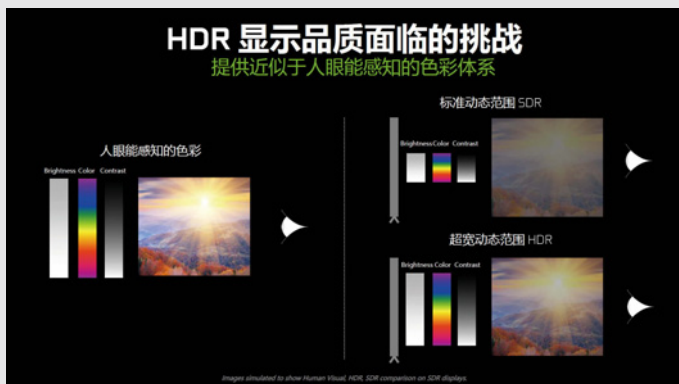 HDR 显示品质面临的挑战
提供近似于人眼能感知的色彩体系
人眼能感知的色彩
Brightness Color Contrast
标准动态范围 SDR
Brightness Color Contrast
超宽动态范围 HDR
Brightness Color Contrast
Images simulated to show Human Visual, HDR, SDR comparison on SDR displays.